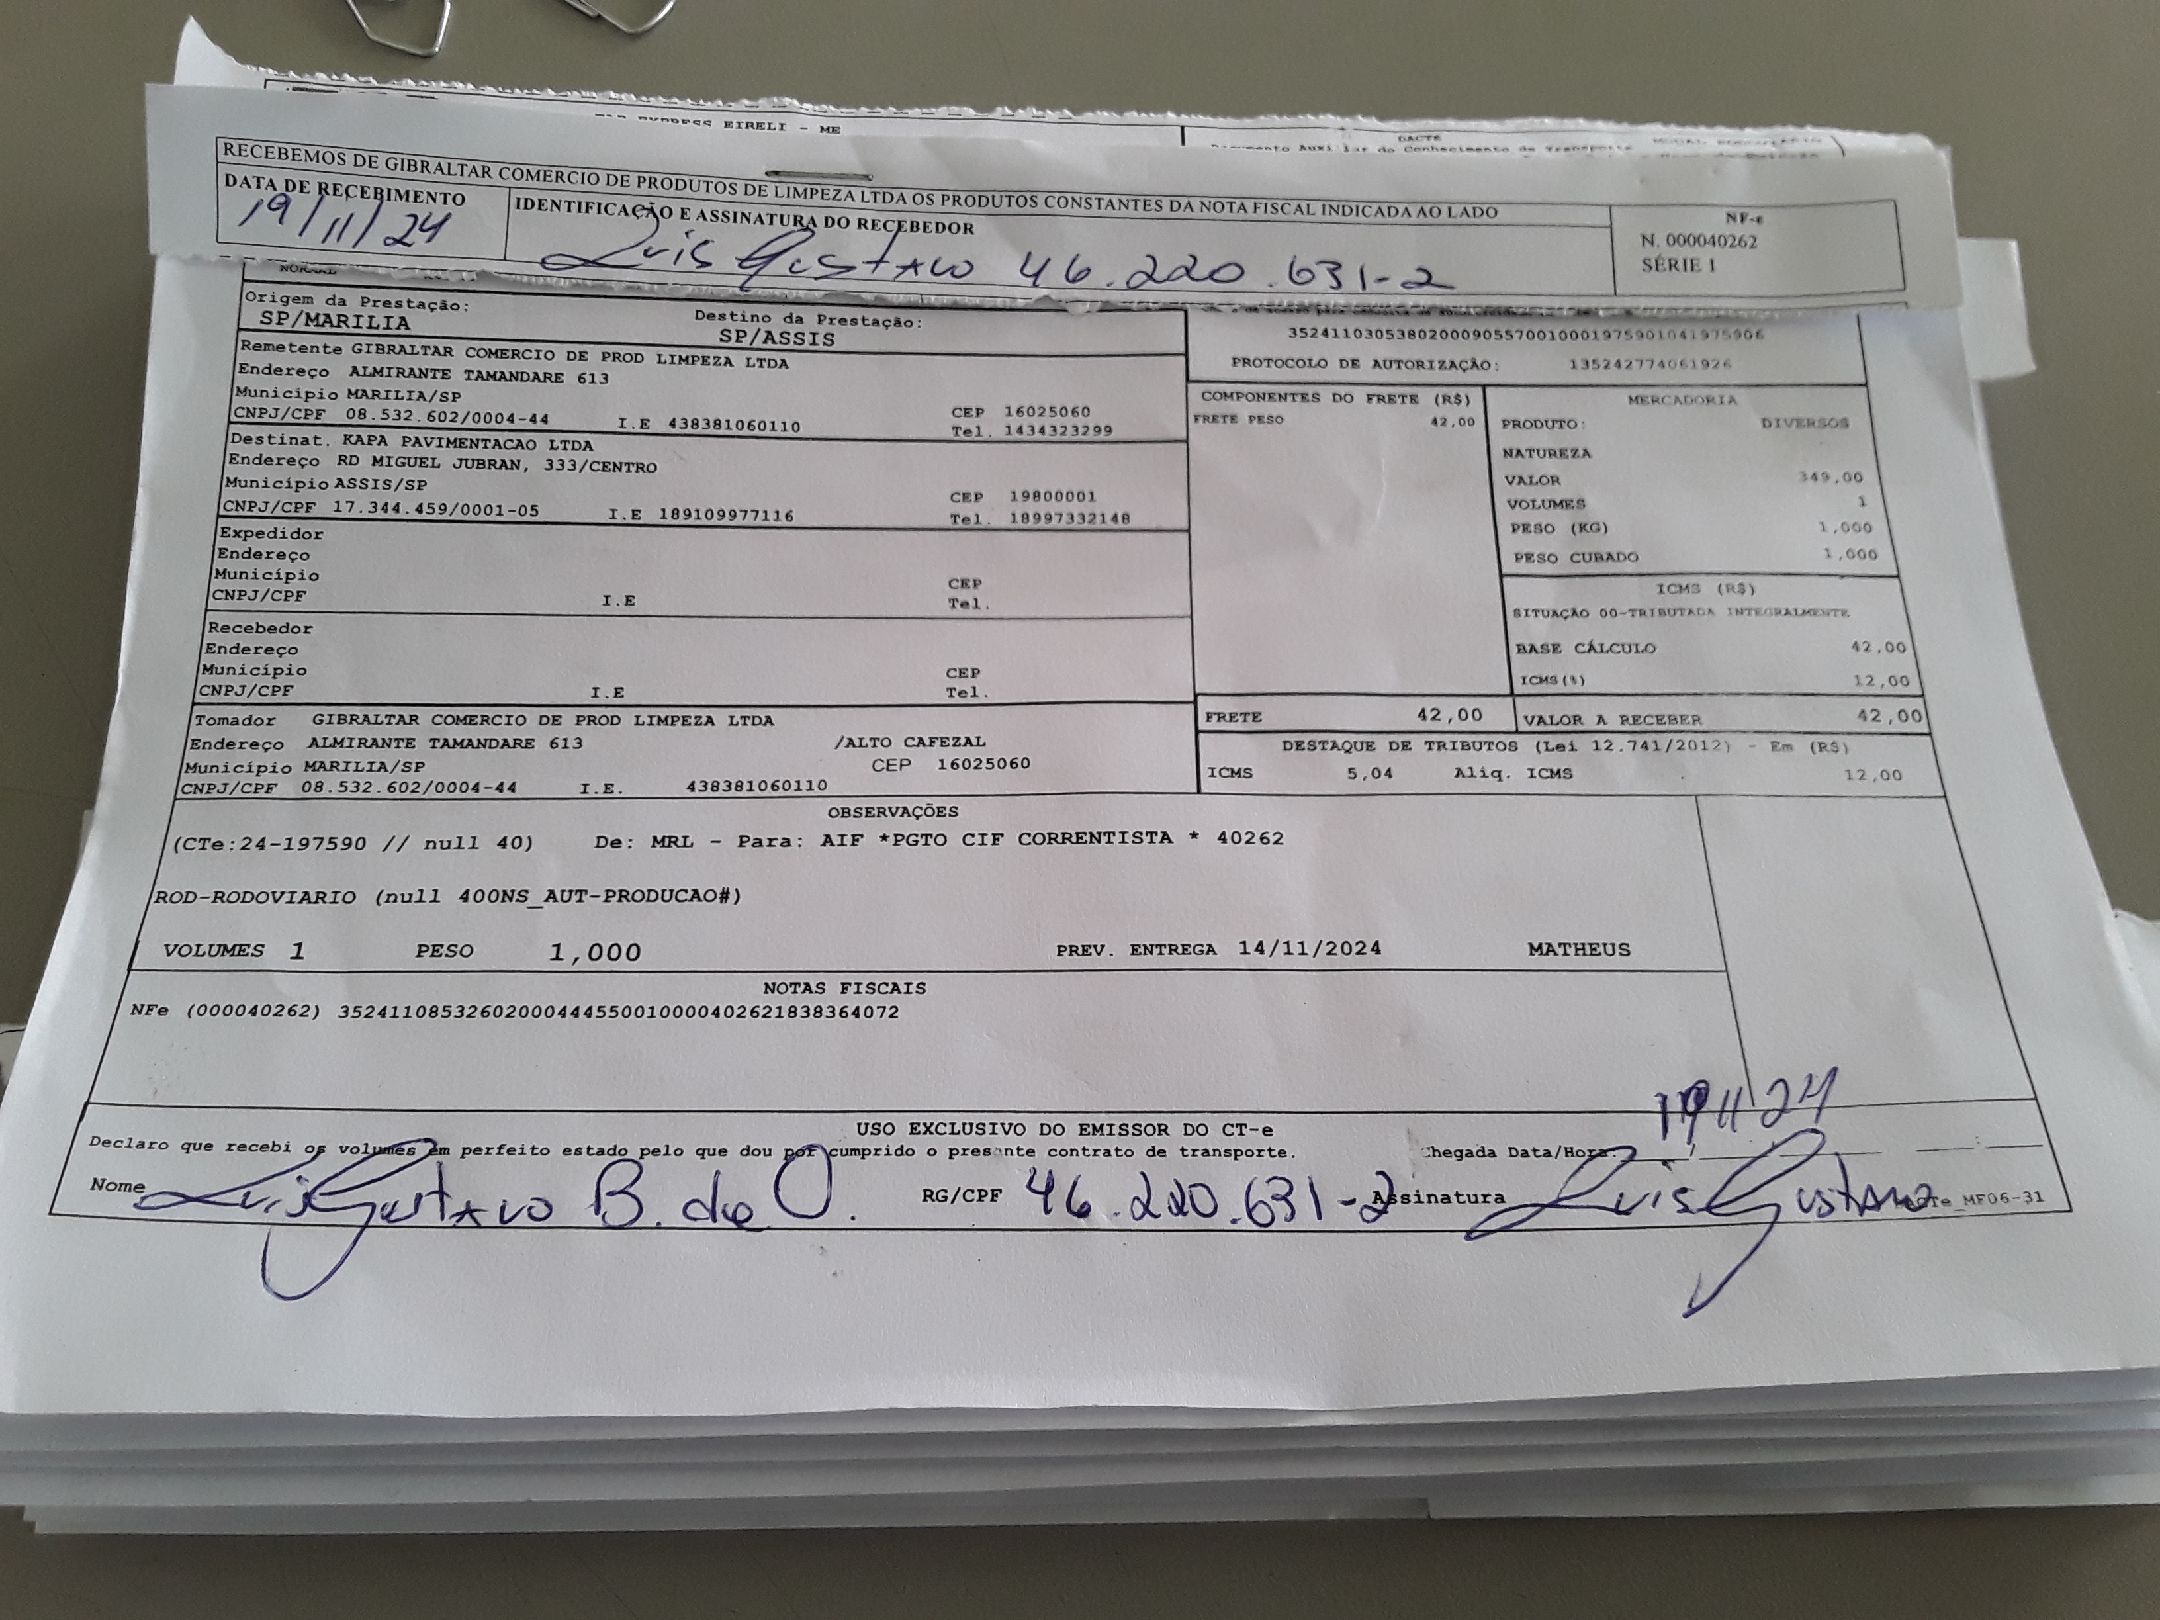 EXPRESS EIRELI - ME
DACTE
RECEBEMOS DE GIBRALTAR COMERCIO DE PRODUTOS DE LIMPEZA LTDA OS PRODUTOS CONSTANTES DA NOTA FISCAL INDICADA AO LADO
DATA DE RECEBIMENTO
19/11/24
IDENTIFICAÇÃO E ASSINATURA DO RECEBEDOR
Luis Gustavo 46.220.631-2
NF-e
N. 000040262
SÉRIE 1
NORMAL
Origem da Prestação:
SP/MARILIA
Destino da Prestação:
SP/ASSIS
Remetente GIBRALTAR COMERCIO DE PROD LIMPEZA LTDA
Endereço ALMIRANTE TAMANDARE 613
Município MARILIA/SP
CEP 16025060
CNPJ/CPF 08.532.602/0004-44 I.E 438381060110 Tel. 1434323299
Destinat. KAPA PAVIMENTACAO LTDA
Endereço RD MIGUEL JUBRAN, 333/CENTRO
Município ASSIS/SP CEP 19800001
CNPJ/CPF 17.344.459/0001-05 I.E 189109977116 Tel. 18997332148
Expedidor
Endereço
Município CEP
CNPJ/CPF I.E Tel.
Recebedor
Endereço
Município CEP
CNPJ/CPF I.E Tel.
Tomador GIBRALTAR COMERCIO DE PROD LIMPEZA LTDA
Endereço ALMIRANTE TAMANDARE 613 /ALTO CAFEZAL
Município MARILIA/SP CEP 16025060
CNPJ/CPF 08.532.602/0004-44 I.E. 438381060110
35241103053802000905570010001975901041975906
PROTOCOLO DE AUTORIZAÇÃO: 135242774061926
COMPONENTES DO FRETE (R$)
FRETE PESO 42,00
MERCADORIA
PRODUTO: DIVERSOS
NATUREZA
VALOR 349,00
VOLUMES 1
PESO (KG) 1,000
PESO CUBADO 1,000
ICMS (R$)
SITUAÇÃO 00-TRIBUTADA INTEGRALMENTE
BASE CÁLCULO 42,00
ICMS(%) 12,00
FRETE 42,00 VALOR A RECEBER 42,00
DESTAQUE DE TRIBUTOS (Lei 12.741/2012) - Em (R$)
ICMS 5,04 Aliq. ICMS 12,00
OBSERVAÇÕES
(CTe:24-197590 // null 40) De: MRL - Para: AIF *PGTO CIF CORRENTISTA * 40262
ROD-RODOVIARIO (null 400NS_AUT-PRODUCAO#)
VOLUMES 1 PESO 1,000 PREV. ENTREGA 14/11/2024 MATHEUS
NOTAS FISCAIS
NFe (000040262) 35241108532602000444550010000402621838364072
USO EXCLUSIVO DO EMISSOR DO CT-e
Declaro que recebi os volumes em perfeito estado pelo que dou por cumprido o presente contrato de transporte.
Chegada Data/Hora: 19 11 24
Nome Luis Gustavo B. de O. RG/CPF 46.220.631-2 Assinatura Luis Gustavo
MF06-31